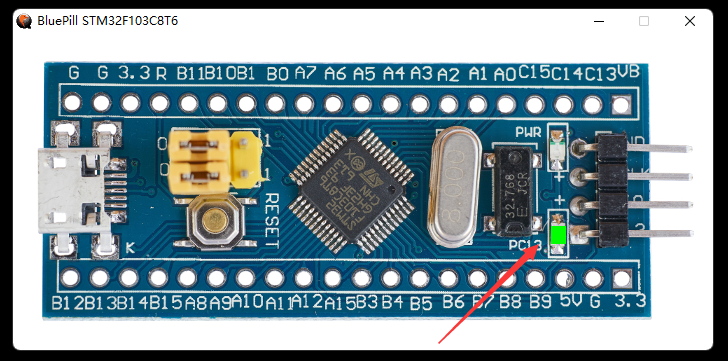 BluePill STM32F103C8T6
G G 3.3 R B11 B10 B1 B0 A7 A6 A5 A4 A3 A2 A1 A0 C15 C14 C13 VB
PWR
0 1
0 1
8.000
32.768
JCR
RESET
K
PC13
B12 B13 B14 B15 A8 A9 A10 A11 A12 A15 B3 B4 B5 B6 B7 B8 B9 5V G 3.3